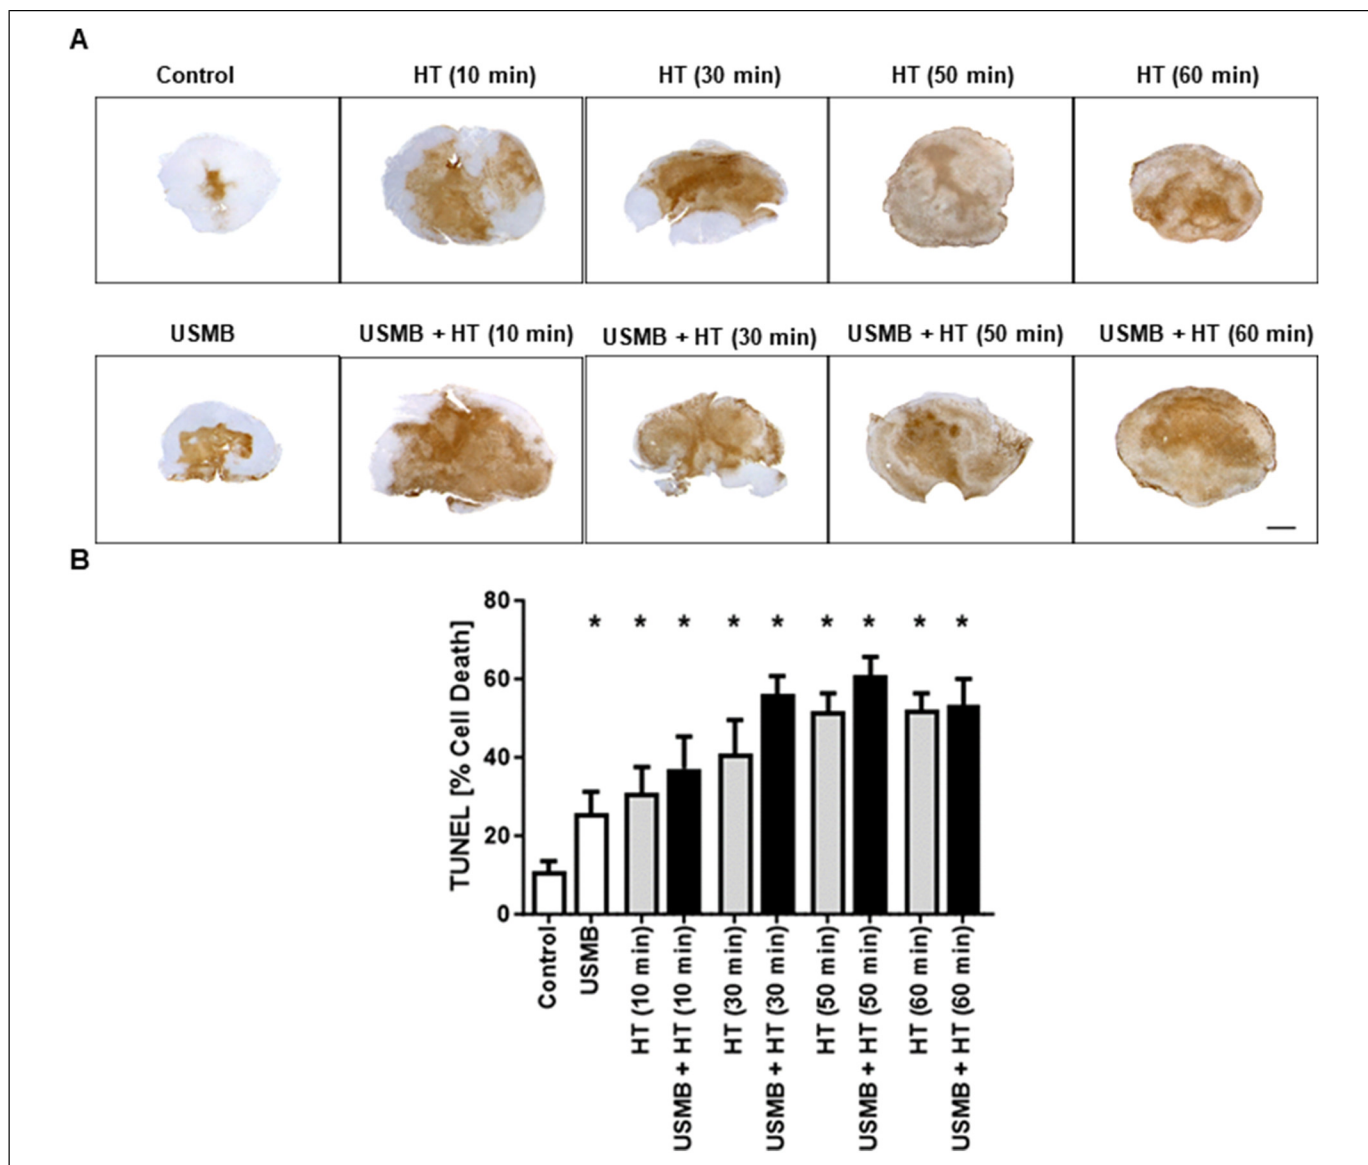 A
Control HT (10 min) HT (30 min) HT (50 min) HT (60 min)
USMB USMB + HT (10 min) USMB + HT (30 min) USMB + HT (50 min) USMB + HT (60 min)
B
TUNEL [% Cell Death]
80
60
40
20
0
* * * * * * * * *
Control
USMB
HT (10 min)
USMB + HT (10 min)
HT (30 min)
USMB + HT (30 min)
HT (50 min)
USMB + HT (50 min)
HT (60 min)
USMB + HT (60 min)